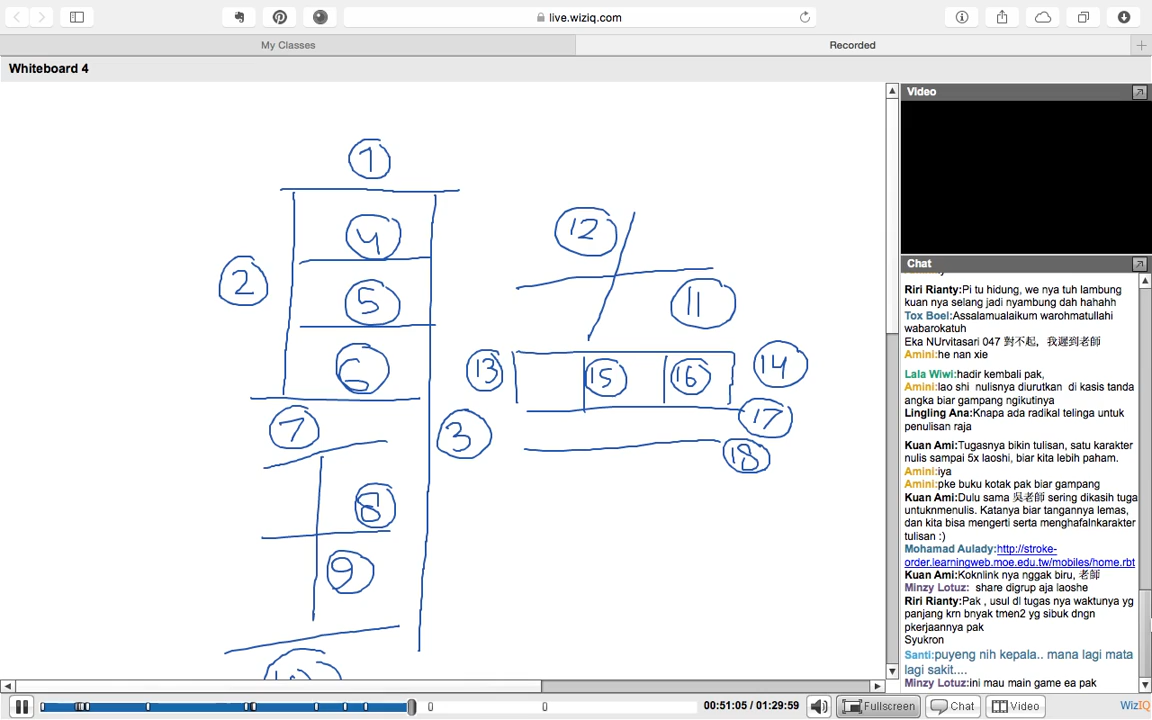 live.wiziq.com
My Classes
Recorded
Whiteboard 4
1
4
2
5
6
7
3
8
9
12
11
13
15
16
14
17
18
Video
Chat
Riri Rianty:Pi tu hidung, we nya tuh lambung
kuan nya selang jadi nyambung dah hahahh
Tox Boel:Assalamualaikum warohmatullahi
wabarokatuh
Eka NUrvitasari 047 對不起，我遲到老師
Amini:he nan xie
Lala Wiwi:hadir kembali pak,
Amini:lao shi  nulisnya diurutkan  di kasis tanda
angka biar gampang ngikutinya
Lingling Ana:Knapa ada radikal telinga untuk
penulisan raja
Kuan Ami:Tugasnya bikin tulisan, satu karakter
nulis sampai 5x laoshi, biar kita lebih paham.
Amini:iya
Amini:pke buku kotak pak biar gampang
Kuan Ami:Dulu sama 吳老師 sering dikasih tuga
untuknmenulis. Katanya biar tangannya lemas,
dan kita bisa mengerti serta menghafalnkarakter
tulisan :)
Mohamad Aulady:http://stroke-
order.learningweb.moe.edu.tw/mobiles/home.rbt
Kuan Ami:Koknlink nya nggak biru, 老師
Minzy Lotuz: share digrup aja laoshe
Riri Rianty:Pak , usul dl tugas nya waktunya yg
panjang krn bnyak tmen2 yg sibuk dngn
pkerjaannya pak
Syukron
Santi:puyeng nih kepala.. mana lagi mata
lagi sakit....
Minzy Lotuz:ini mau main game ea pak
00:51:05 / 01:29:59
Fullscreen
Chat
Video
WizIQ